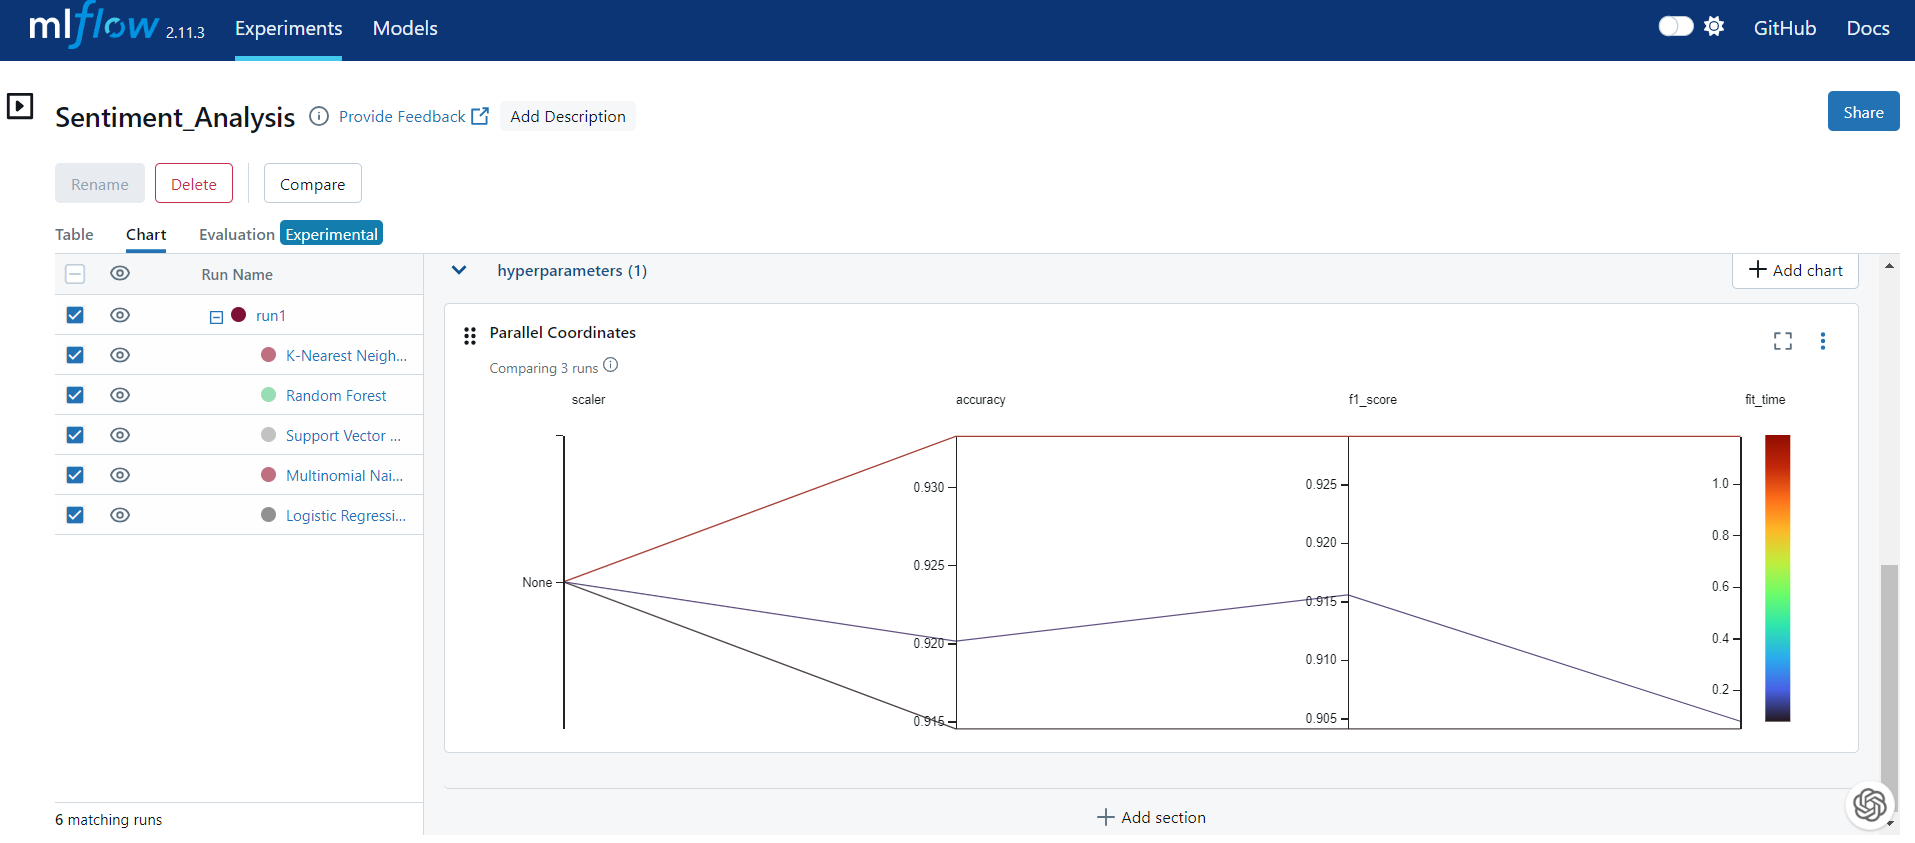 mlflow 2.11.3 Experiments Models GitHub Docs
Sentiment_Analysis Provide Feedback Add Description Share
Rename Delete Compare
Table Chart Evaluation Experimental
Run Name
run1
K-Nearest Neigh...
Random Forest
Support Vector ...
Multinomial Nai...
Logistic Regressi...
6 matching runs
hyperparameters (1) Add chart
Parallel Coordinates
Comparing 3 runs
scaler accuracy f1_score fit_time
None
0.930
0.925
0.920
0.915
0.925
0.920
0.915
0.910
0.905
1.0
0.8
0.6
0.4
0.2
Add section